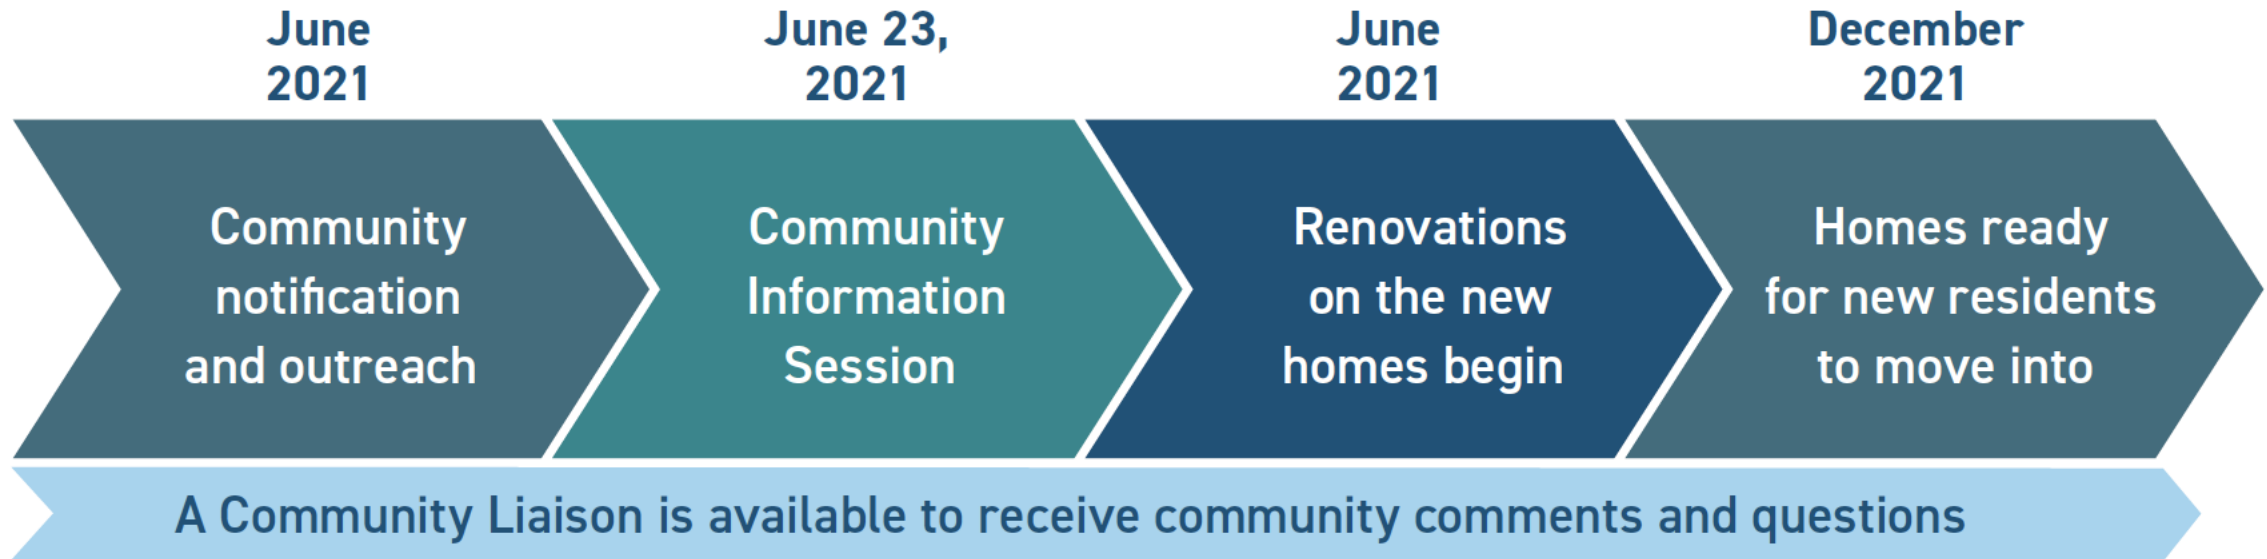 June
2021
Community
notification
and outreach
June 23,
2021
Community
Information
Session
June
2021
Renovations
on the new
homes begin
December
2021
Homes ready
for new residents
to move into
A Community Liaison is available to receive community comments and questions